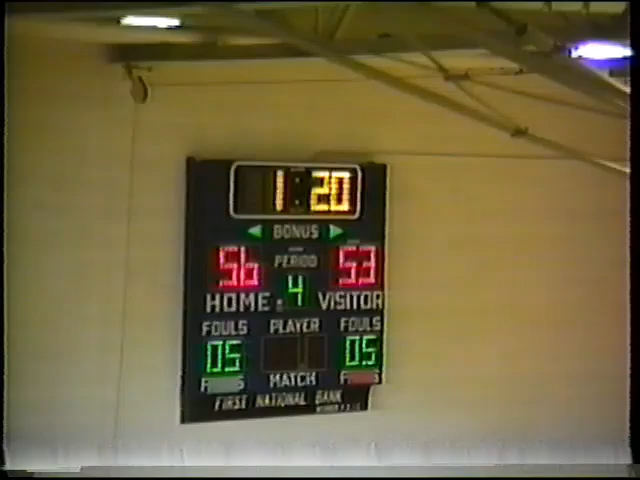 1:20
BONUS
56 PERIOD 53
HOME 4 VISITOR
FOULS PLAYER FOULS
05 05
MATCH
FIRST NATIONAL BANK